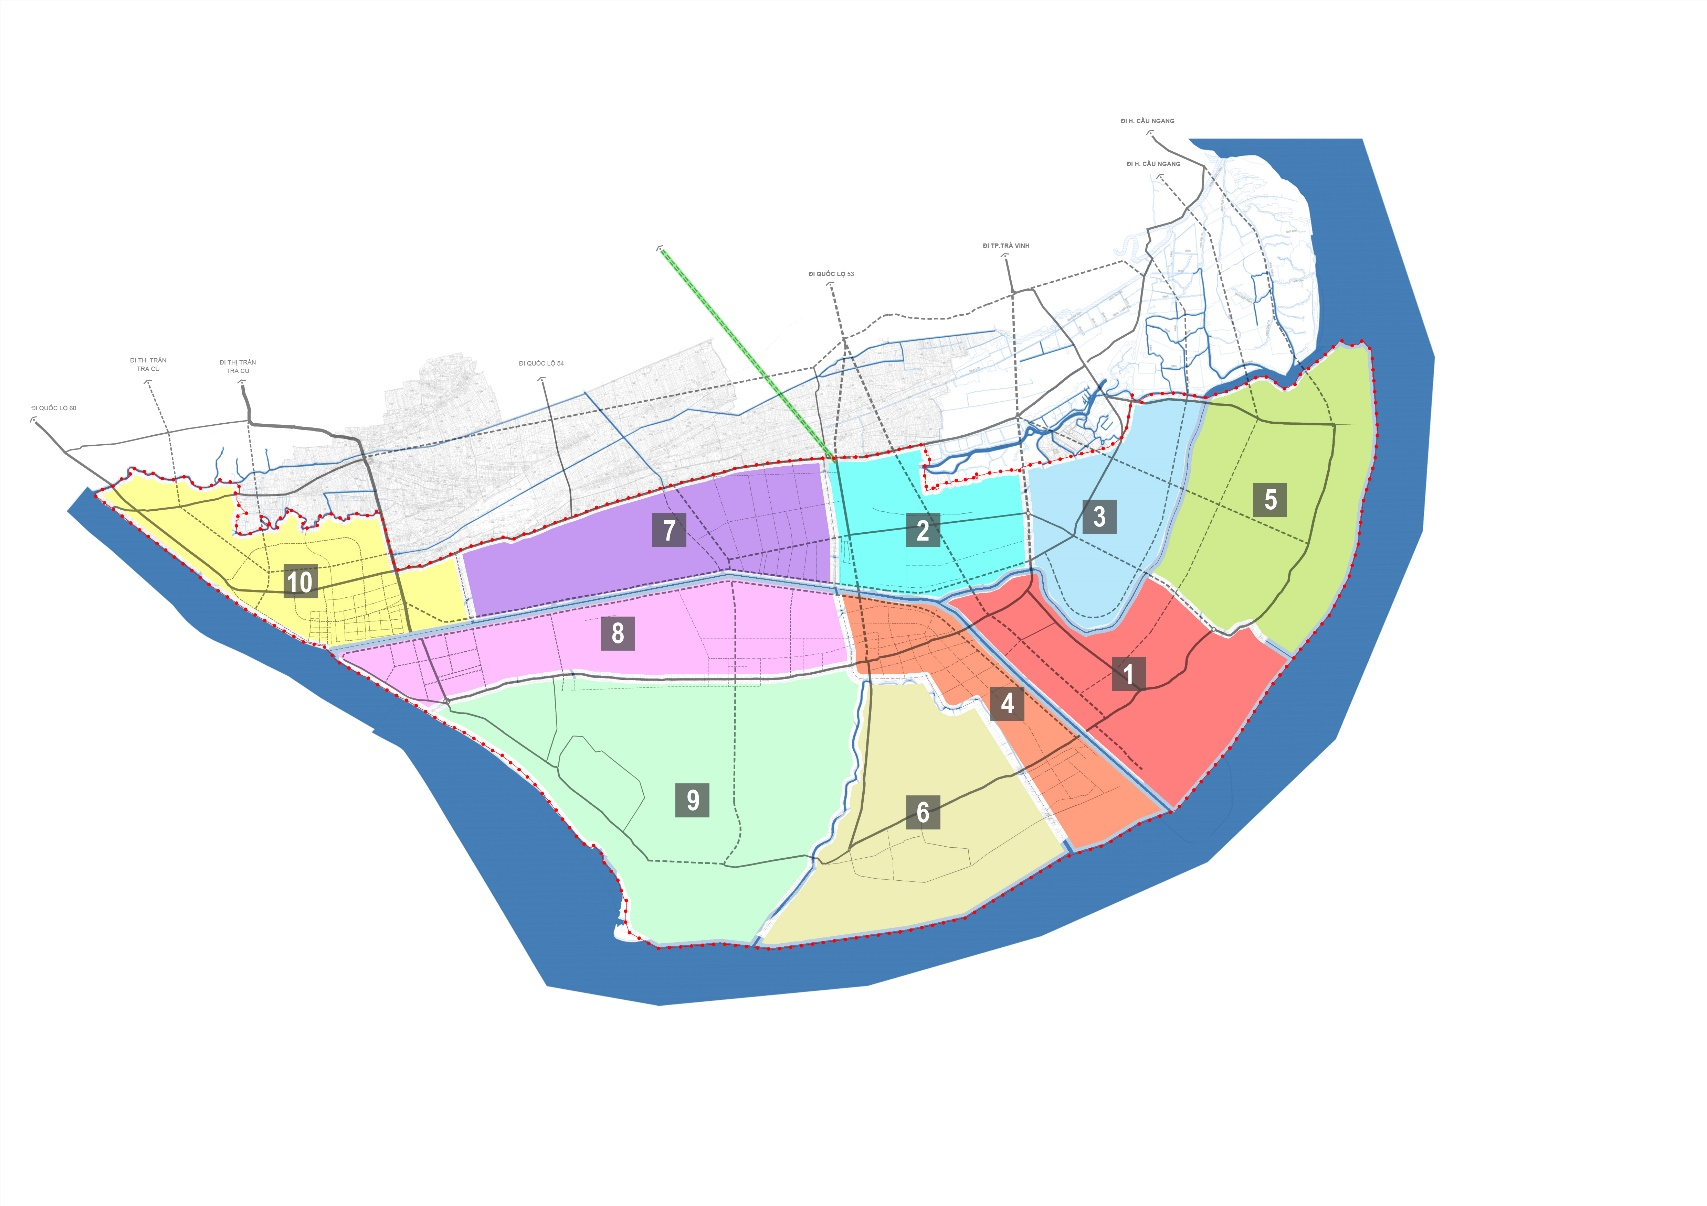 ĐI H. CẦU NGANG
ĐI H. CẦU NGANG
ĐI TP.TRÀ VINH
ĐI QUỐC LỘ 53
ĐI TH. TRẤN
TRÀ CÚ
ĐI THỊ TRẤN
TRÀ CÚ
ĐI QUỐC LỘ 54
ĐI QUỐC LỘ 60
5
3
7
2
10
8
1
4
9
6